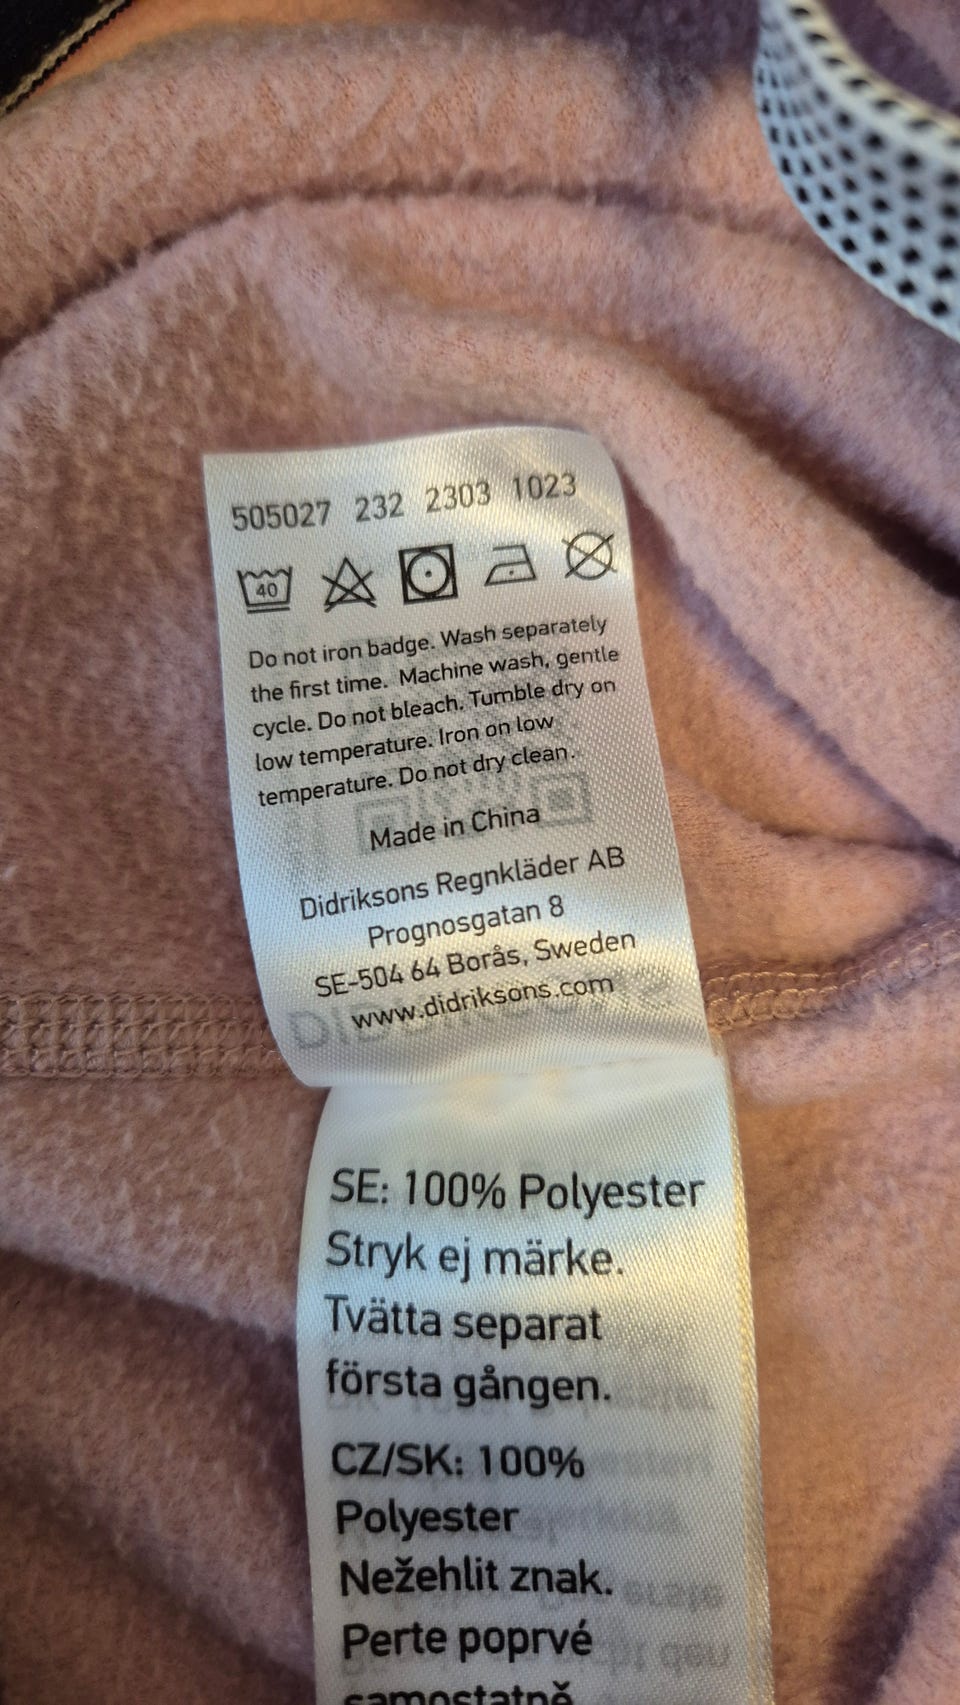 505027 232 2303 1023
40
Do not iron badge. Wash separately
the first time. Machine wash, gentle
cycle. Do not bleach. Tumble dry on
low temperature. Iron on low
temperature. Do not dry clean.
Made in China
Didriksons Regnkläder AB
Prognosgatan 8
SE-504 64 Borås, Sweden
www.didriksons.com
SE: 100% Polyester
Stryk ej märke.
Tvätta separat
första gången.
CZ/SK: 100%
Polyester
Nežehlit znak.
Perte poprvé
samostatně